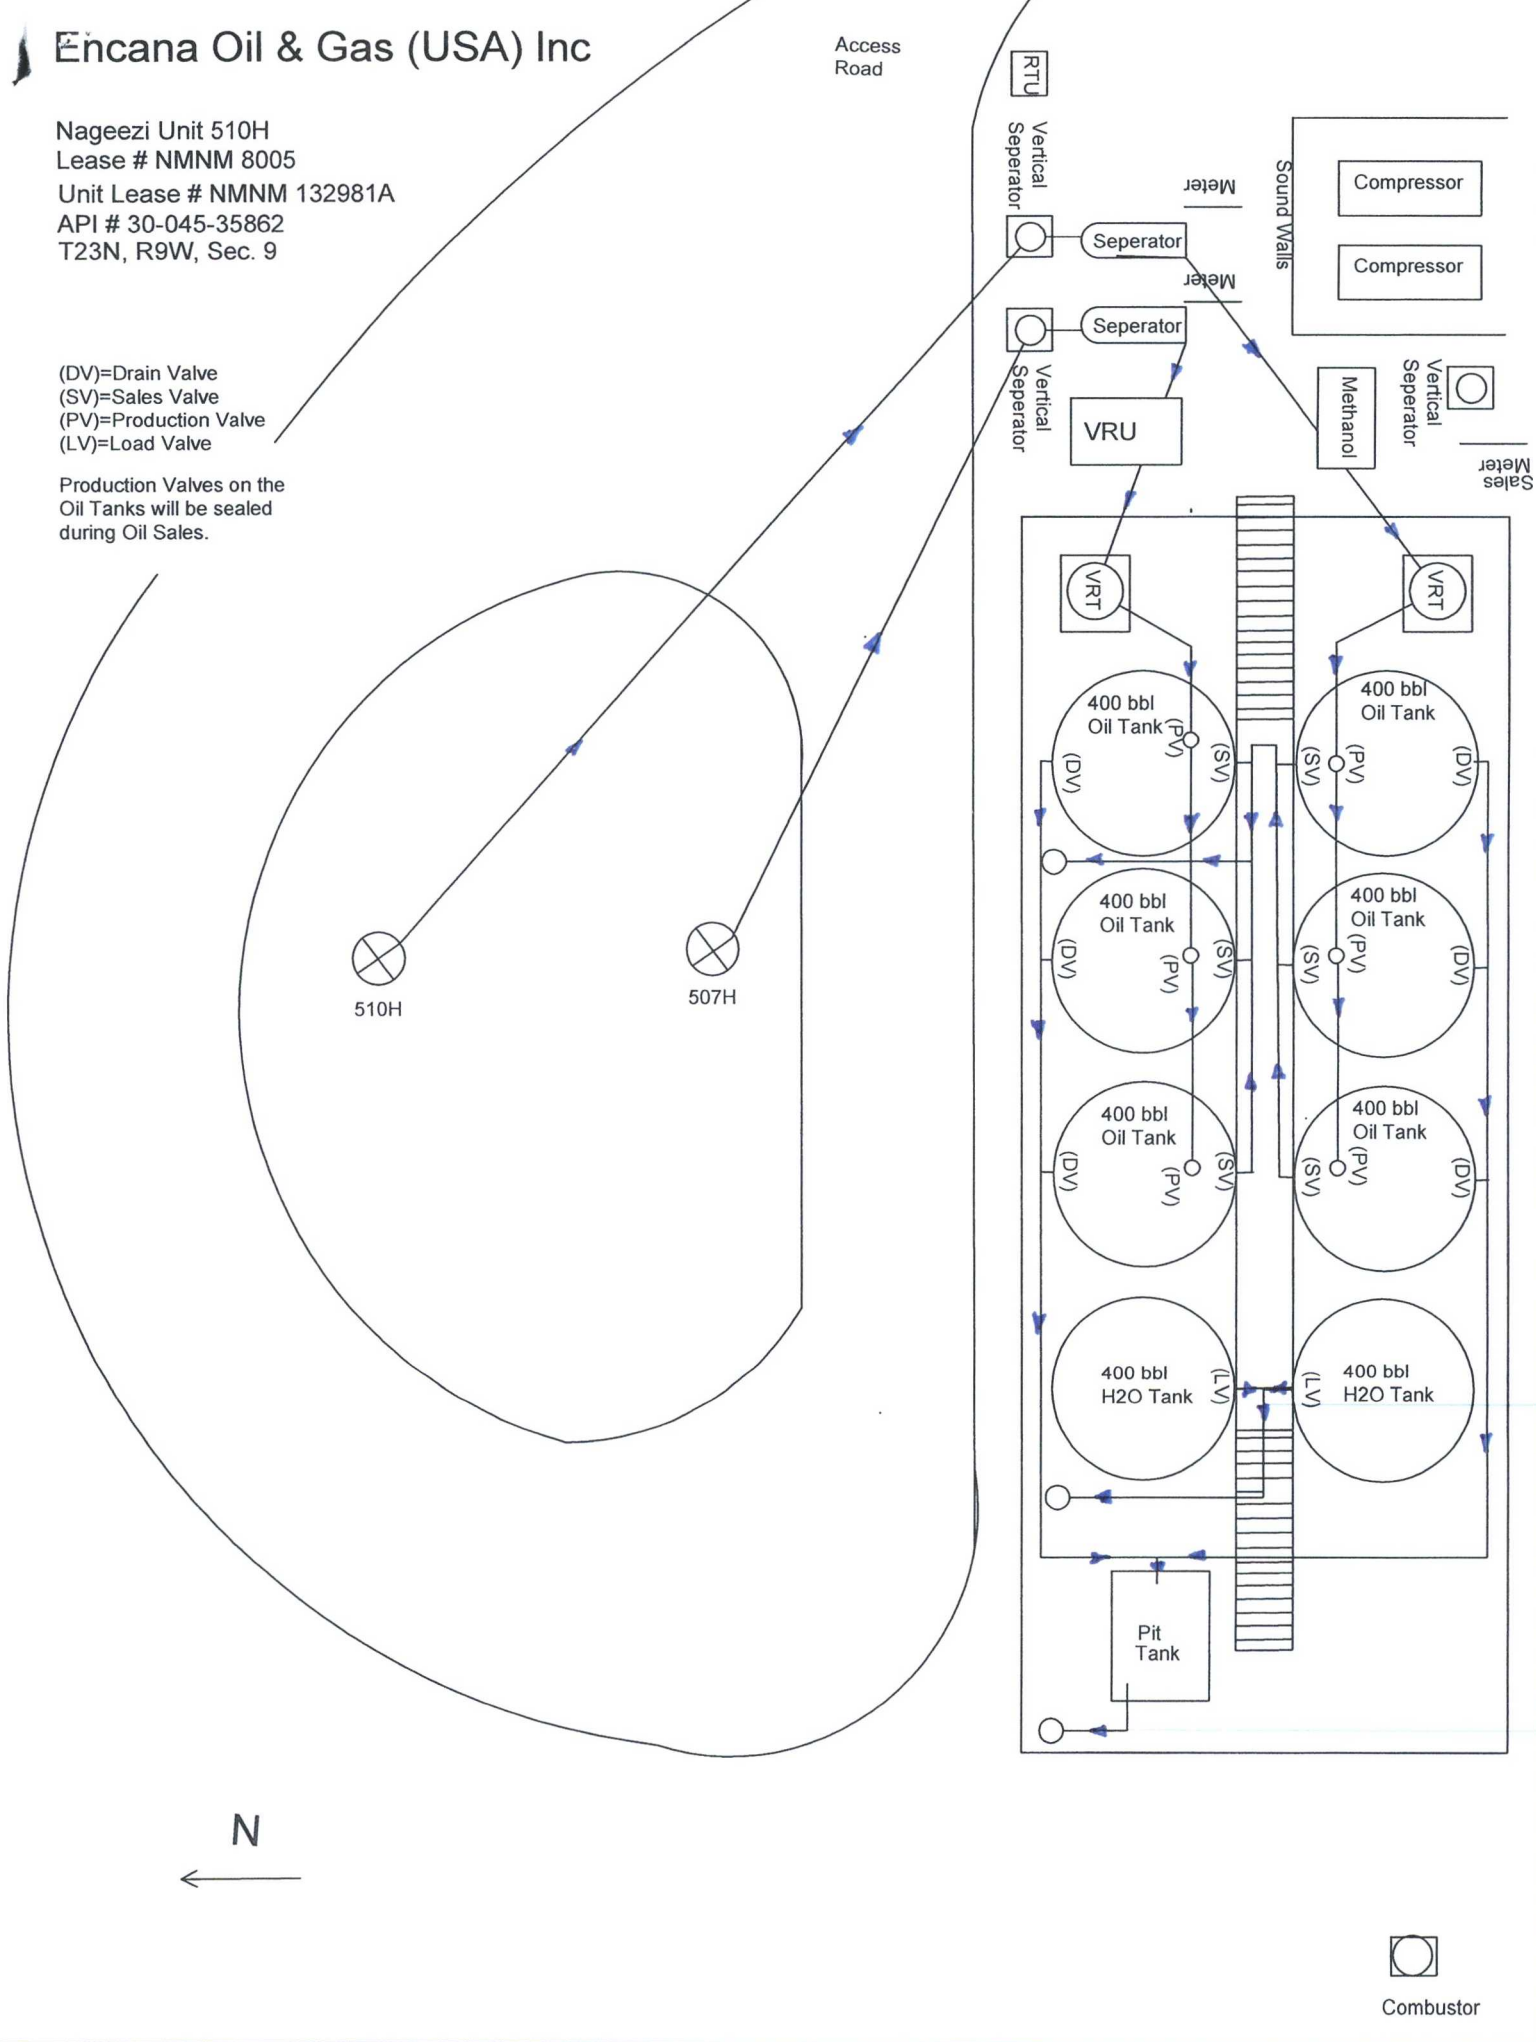 Encana Oil & Gas (USA) Inc
Nageezi Unit 510H
Lease # NMNM 8005
Unit Lease # NMNM 132981A
API # 30-045-35862
T23N, R9W, Sec. 9
(DV)=Drain Valve
(SV)=Sales Valve
(PV)=Production Valve
(LV)=Load Valve
Production Valves on the
Oil Tanks will be sealed
during Oil Sales.
Access
Road
RTU
Vertical
Seperator
Meter
Seperator
Sound Walls
Compressor
Compressor
Meter
Seperator
Vertical
Seperator
VRU
Methanol
Vertical
Seperator
Sales
Meter
VRT
VRT
400 bbl
Oil Tank
(PV)
(SV)
(DV)
400 bbl
Oil Tank
(SV)
(PV)
(DV)
400 bbl
Oil Tank
(DV)
(PV)
(SV)
400 bbl
Oil Tank
(SV)
(PV)
(DV)
510H
507H
400 bbl
Oil Tank
(DV)
(PV)
(SV)
400 bbl
Oil Tank
(SV)
(PV)
(DV)
400 bbl
H2O Tank
(LV)
(LV)
400 bbl
H2O Tank
Pit
Tank
N
Combustor